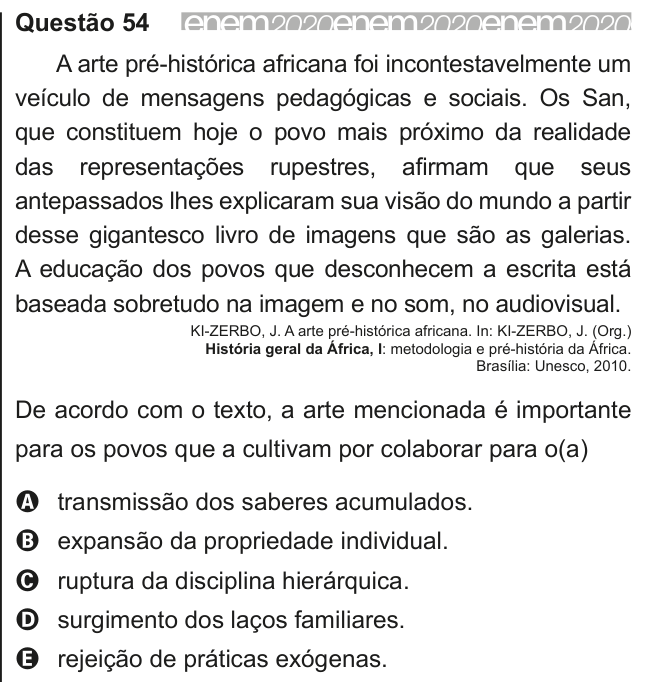 Questão 54 enem2020enem2020enem2020
A arte pré-histórica africana foi incontestavelmente um
veículo de mensagens pedagógicas e sociais. Os San,
que constituem hoje o povo mais próximo da realidade
das representações rupestres, afirmam que seus
antepassados lhes explicaram sua visão do mundo a partir
desse gigantesco livro de imagens que são as galerias.
A educação dos povos que desconhecem a escrita está
baseada sobretudo na imagem e no som, no audiovisual.
KI-ZERBO, J. A arte pré-histórica africana. In: KI-ZERBO, J. (Org.)
História geral da África, I: metodologia e pré-história da África.
Brasília: Unesco, 2010.
De acordo com o texto, a arte mencionada é importante
para os povos que a cultivam por colaborar para o(a)
A transmissão dos saberes acumulados.
B expansão da propriedade individual.
C ruptura da disciplina hierárquica.
D surgimento dos laços familiares.
E rejeição de práticas exógenas.